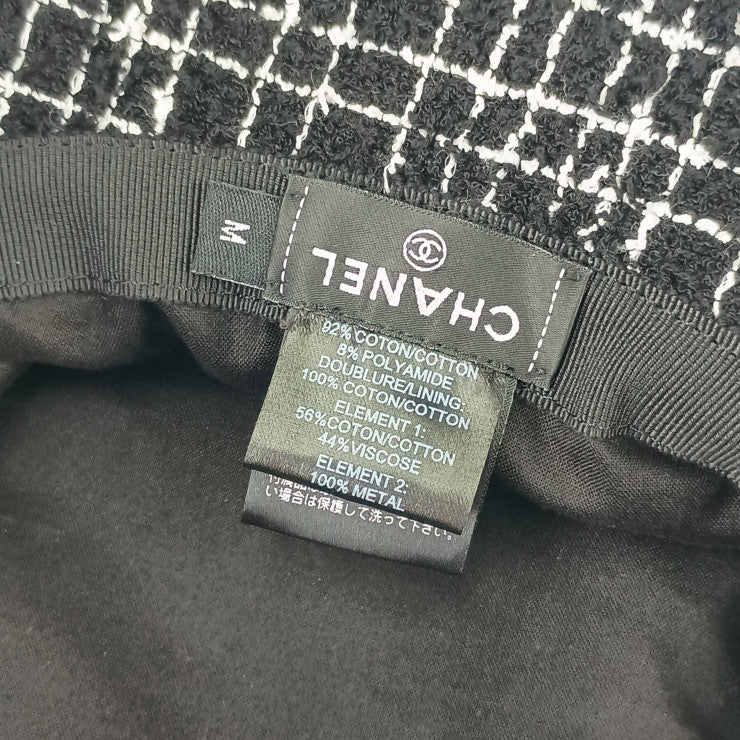 M
CHANEL
92% COTON/COTTON
8% POLYAMIDE
DOUBLURE/LINING:
100% COTON/COTTON
ELEMENT 1:
56%COTON/COTTON
44%VISCOSE
ELEMENT 2:
100% METAL
い場合は保護して洗って下さい。